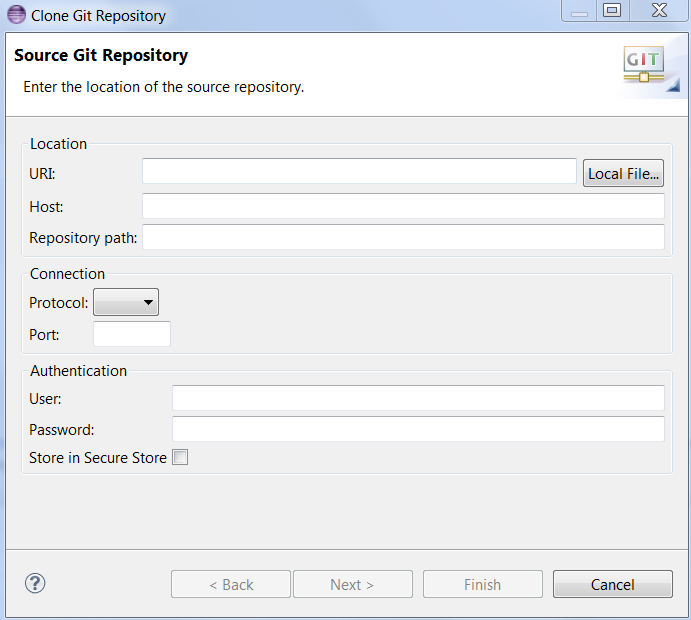 Clone Git Repository
Source Git Repository
GIT
Enter the location of the source repository.
Location
URI:
Local File...
Host:
Repository path:
Connection
Protocol:
Port:
Authentication
User:
Password:
Store in Secure Store
?
< Back
Next >
Finish
Cancel